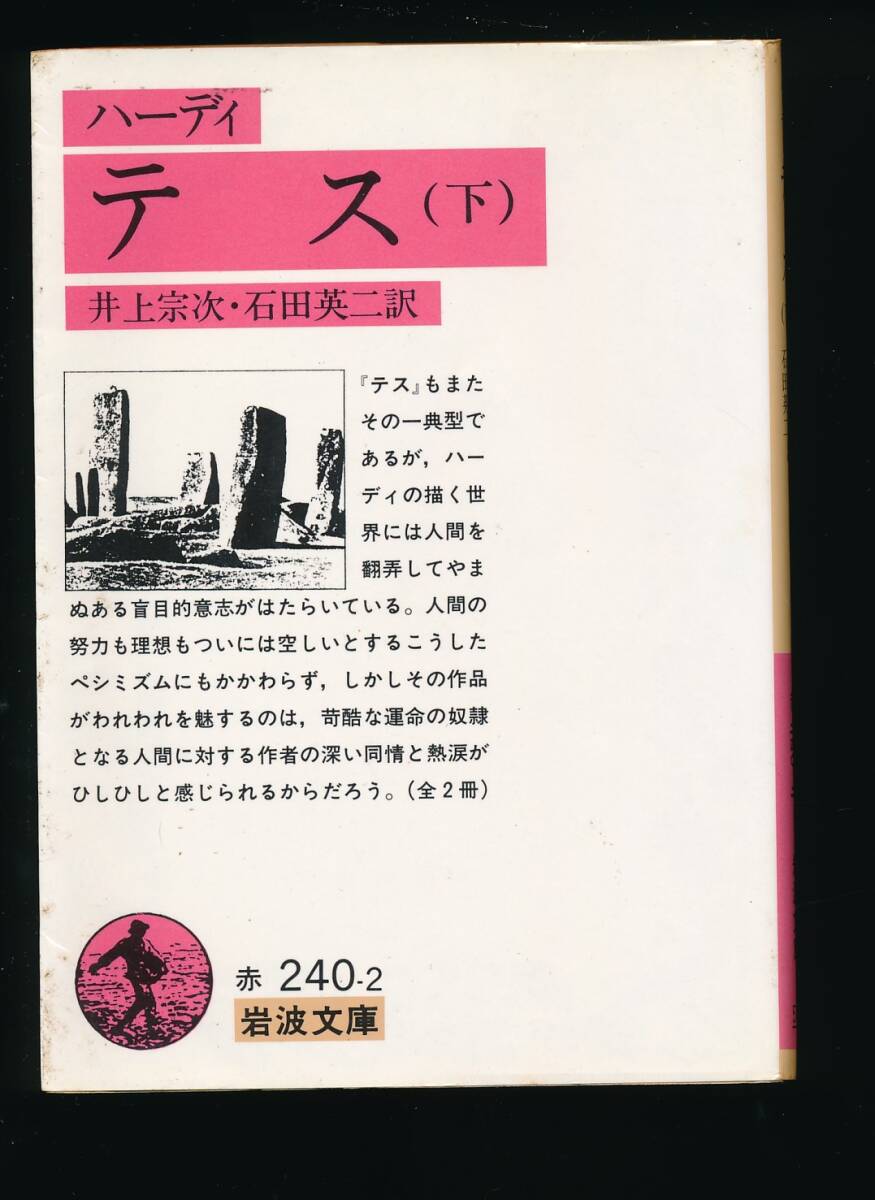 ハーディ
テス（下）
井上宗次・石田英二訳
『テス』もまた
その一典型で
あるが，ハー
ディの描く世
界には人間を
翻弄してやま
ぬある盲目的意志がはたらいている。人間の
努力も理想もついには空しいとするこうした
ペシミズムにもかかわらず，しかしその作品
がわれわれを魅するのは，苛酷な運命の奴隷
となる人間に対する作者の深い同情と熱涙が
ひしひしと感じられるからだろう。（全２冊）
赤 240-2
岩波文庫